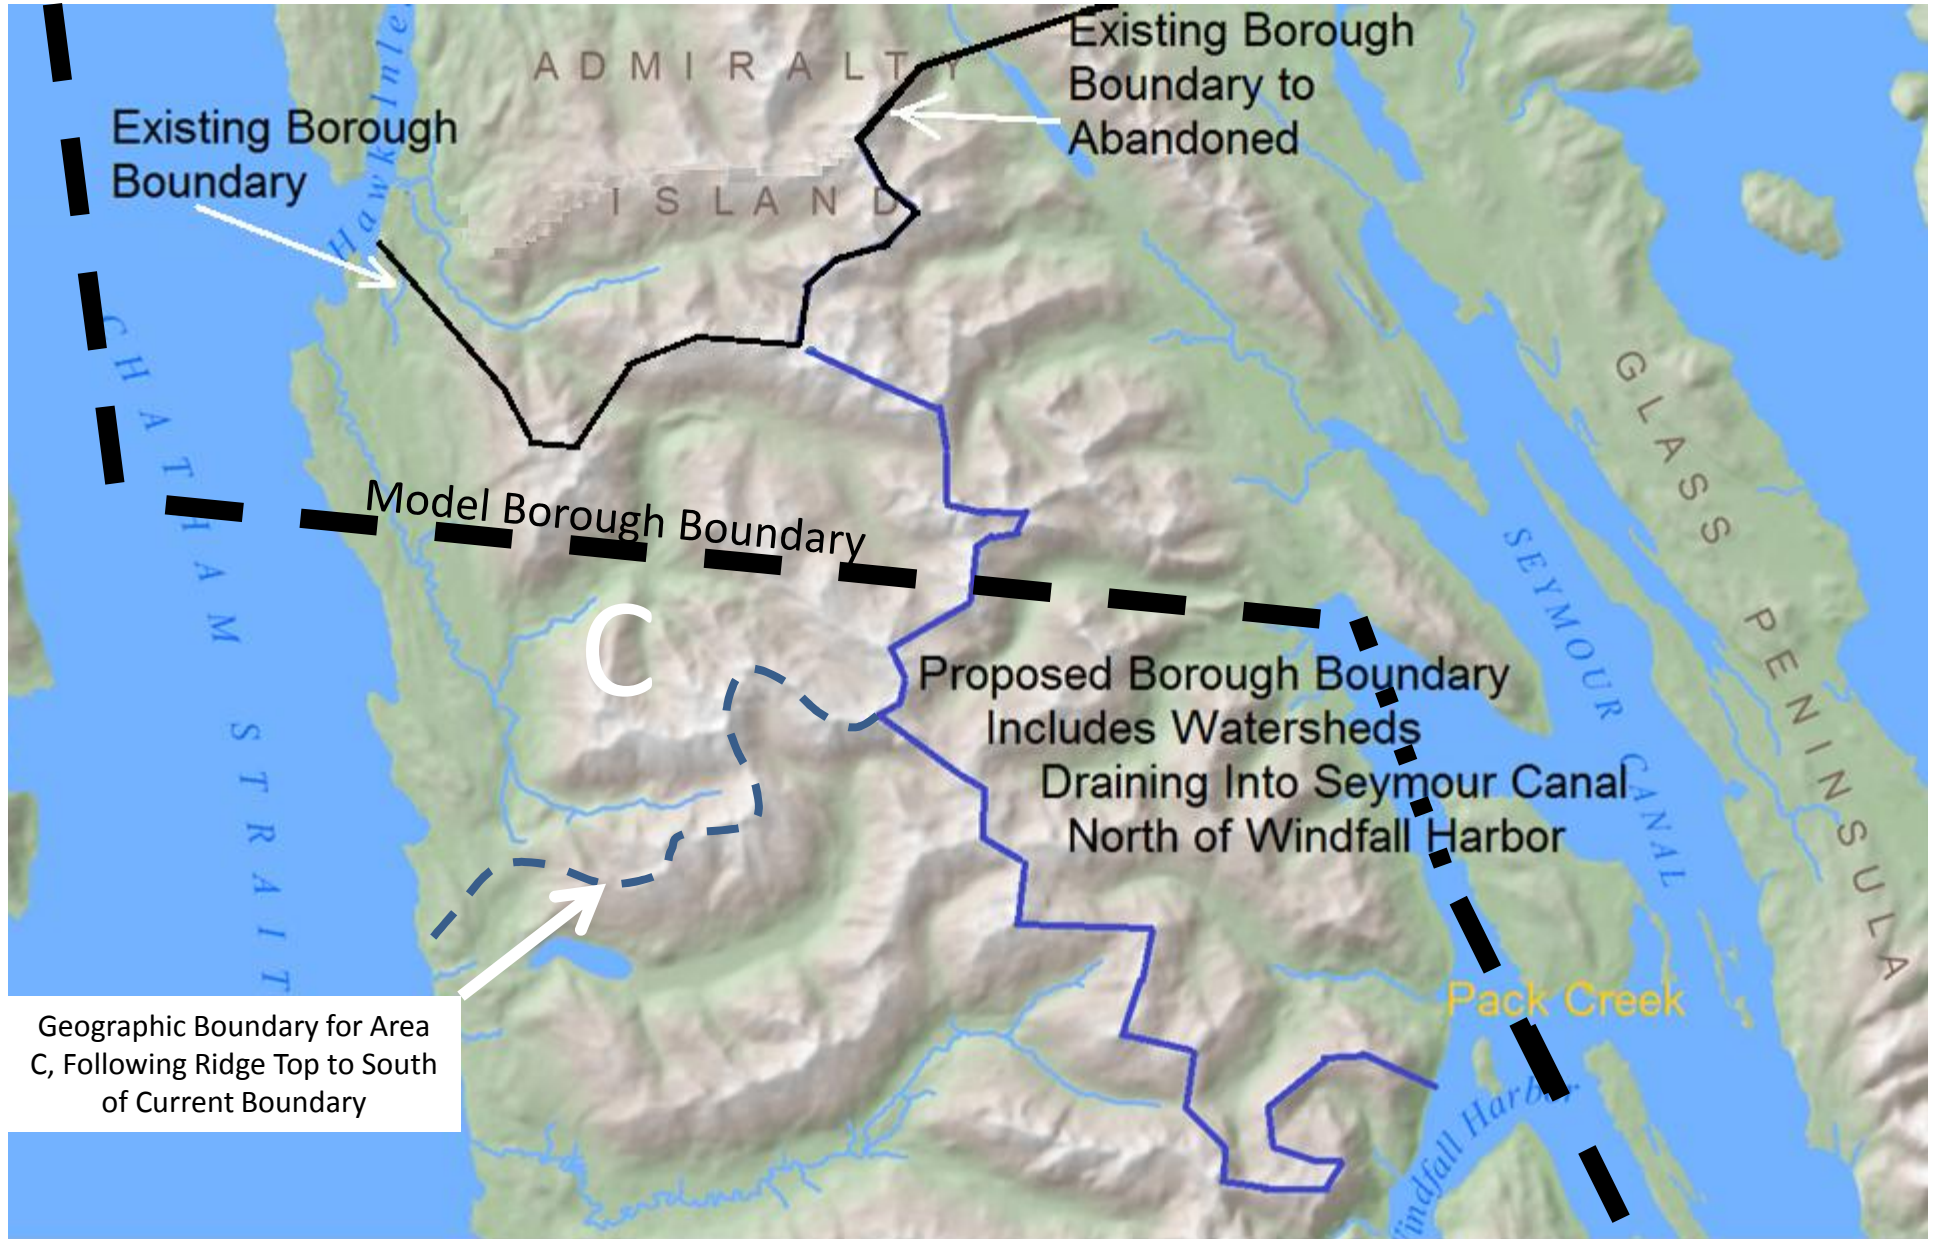 Hawk Inle
ADMIRALTY
ISLAND
Existing Borough
Boundary to
Abandoned
Existing Borough
Boundary
CHATHAM STRAIT
Model Borough Boundary
GLASS PENINSULA
SEYMOUR CANAL
C
Proposed Borough Boundary
Includes Watersheds
Draining Into Seymour Canal
North of Windfall Harbor
Pack Creek
Geographic Boundary for Area
C, Following Ridge Top to South
of Current Boundary
indfall Harbor